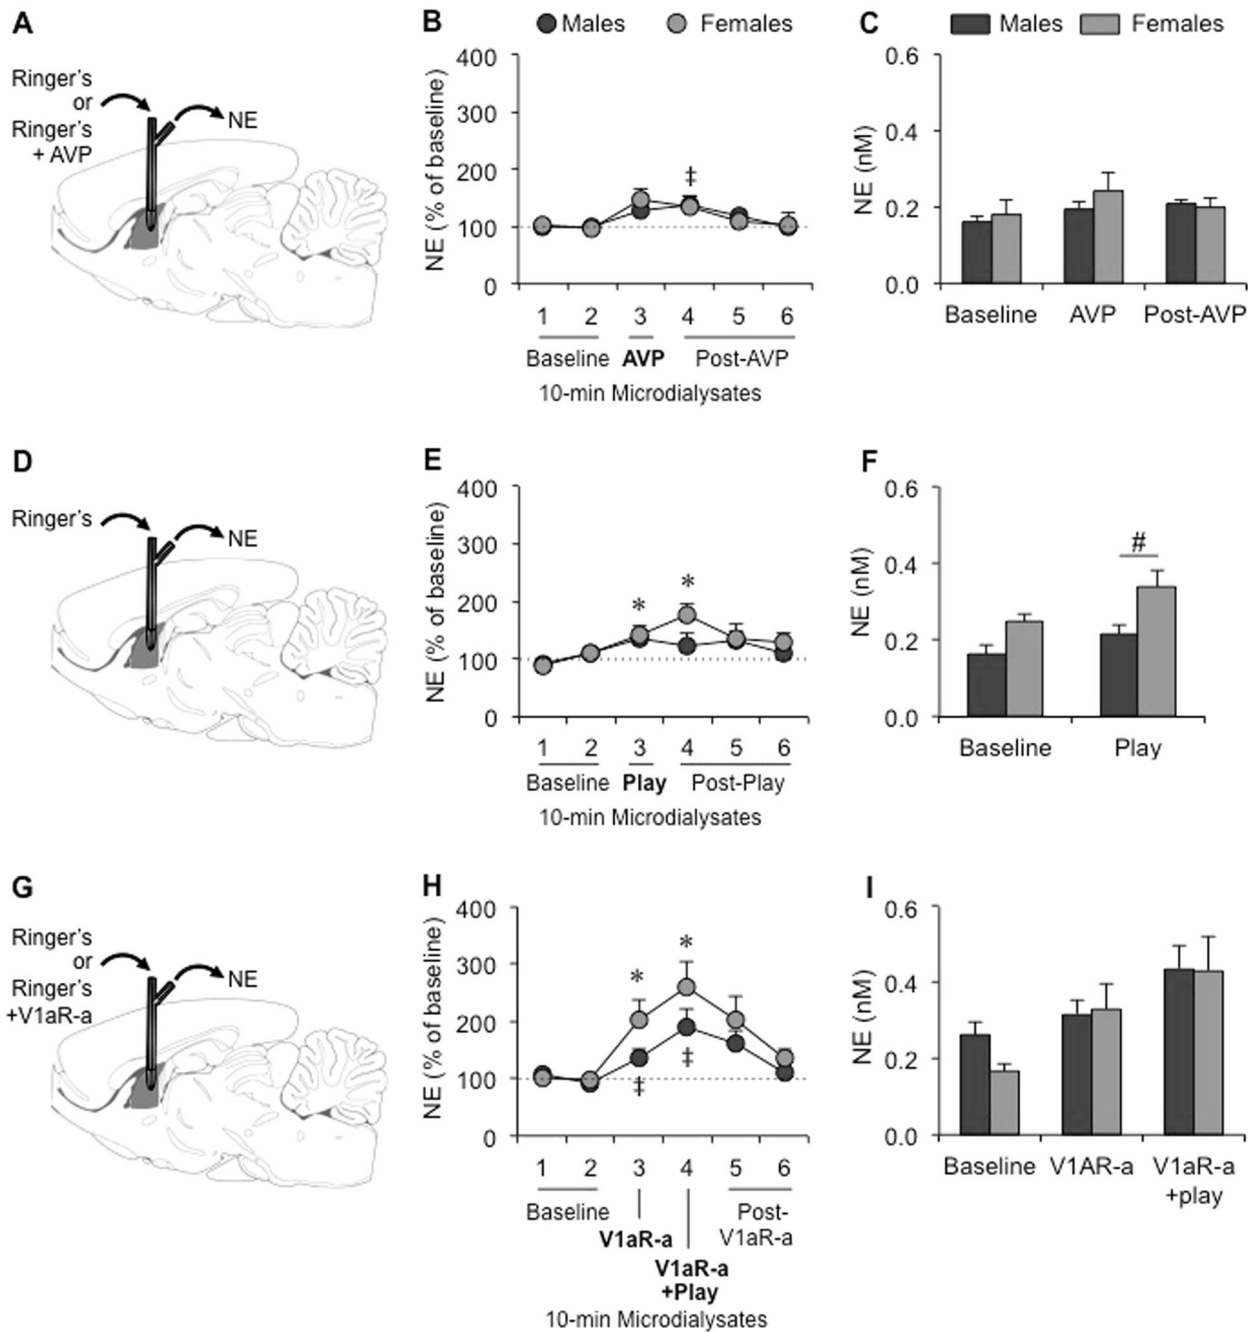 A
Ringer's
or
Ringer's
+ AVP
NE
B
Males
Females
NE (% of baseline)
400
300
200
100
0
‡
1 2 3 4 5 6
Baseline AVP Post-AVP
10-min Microdialysates
C
Males
Females
NE (nM)
0.6
0.4
0.2
0.0
Baseline AVP Post-AVP
D
Ringer's
NE
E
NE (% of baseline)
400
300
200
100
0
* *
1 2 3 4 5 6
Baseline Play Post-Play
10-min Microdialysates
F
NE (nM)
0.6
0.4
0.2
0.0
#
Baseline Play
G
Ringer's
or
Ringer's
+V1aR-a
NE
H
NE (% of baseline)
400
300
200
100
0
* *
‡ ‡
1 2 3 4 5 6
Baseline
V1aR-a
V1aR-a
+Play
Post-
V1aR-a
10-min Microdialysates
I
NE (nM)
0.6
0.4
0.2
0.0
Baseline V1AR-a V1aR-a
+play